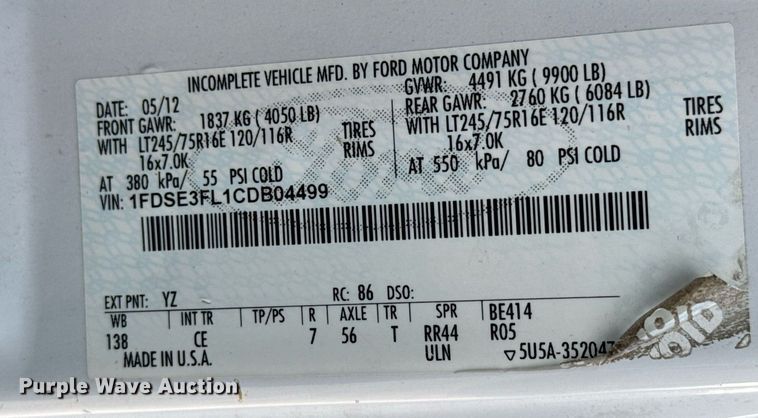 INCOMPLETE VEHICLE MFD. BY FORD MOTOR COMPANY
DATE: 05/12
GVWR: 4491 KG ( 9900 LB)
FRONT GAWR: 1837 KG ( 4050 LB)
REAR GAWR: 2760 KG ( 6084 LB)
WITH LT245/75R16E 120/116R TIRES
WITH LT245/75R16E 120/116R TIRES
16x7.0K RIMS
16x7.0K RIMS
AT 380 kPa/ 55 PSI COLD
AT 550 kPa/ 80 PSI COLD
VIN: 1FDSE3FL1CDB04499
EXT PNT: YZ RC: 86 DSO:
WB INT TR TP/PS R AXLE TR SPR BE414
138 CE 7 56 T RR44 R05
MADE IN U.S.A. ULN ▽5U5A-352047
VOID
Ford
Purple Wave Auction